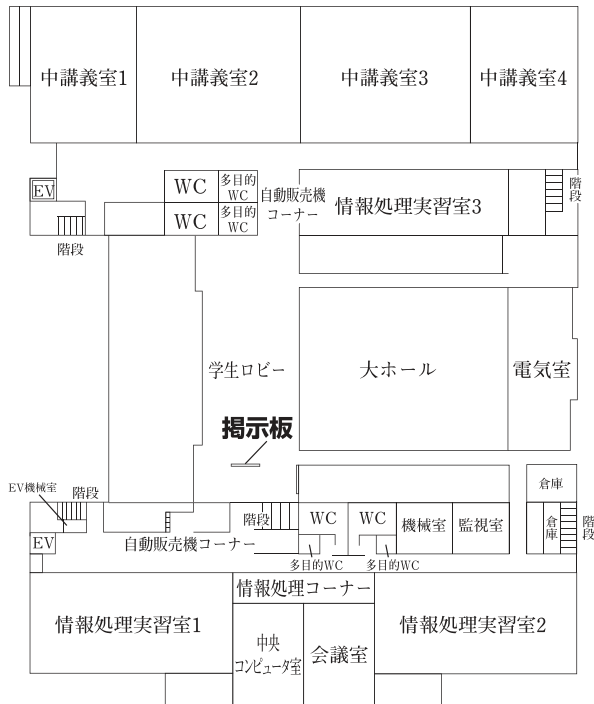 中講義室1
中講義室2
中講義室3
中講義室4
EV
WC
多目的
WC
自動販売機
コーナー
情報処理実習室3
階段
WC
多目的
WC
階段
学生ロビー
大ホール
電気室
掲示板
EV機械室
階段
倉庫
階段
WC
WC
機械室
監視室
倉庫
階段
EV
自動販売機コーナー
多目的WC
多目的WC
情報処理コーナー
情報処理実習室1
情報処理実習室2
中央
コンピュータ室
会議室